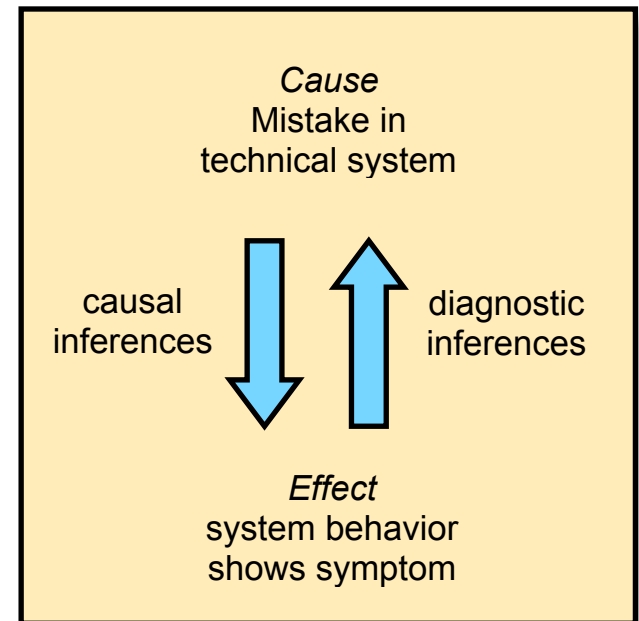 Cause
Mistake in
technical system
causal
inferences
diagnostic
inferences
Effect
system behavior
shows symptom